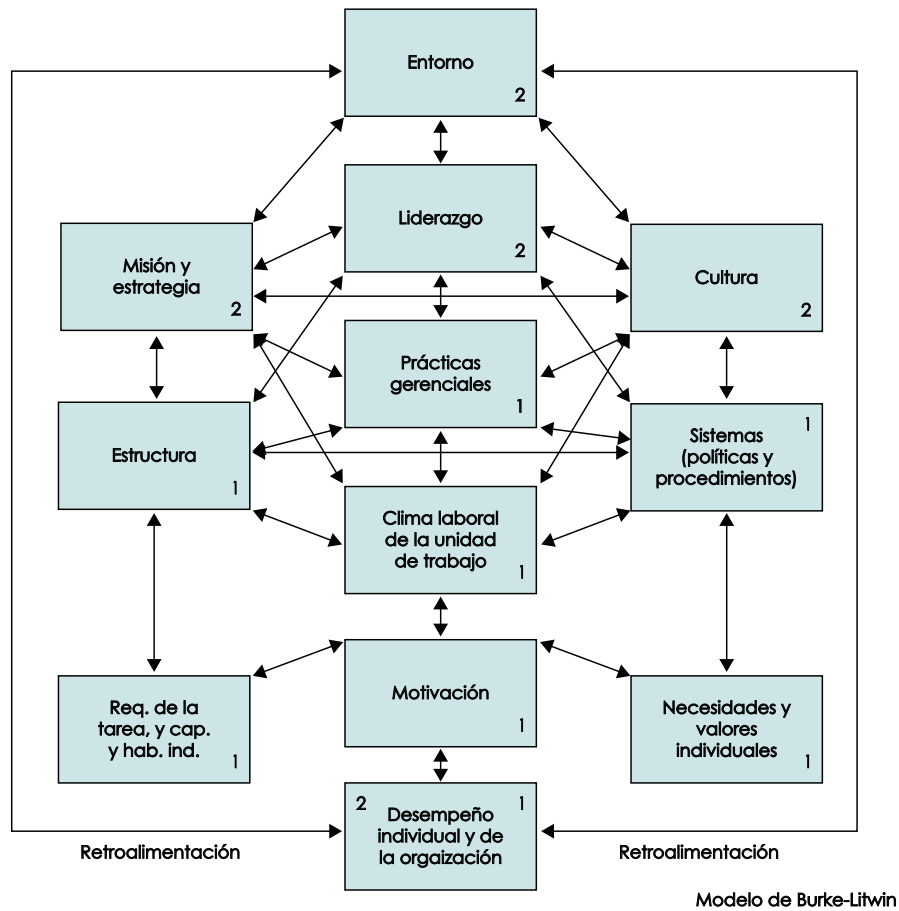 Entorno
2
Liderazgo
2
Misión y
estrategia
2
Cultura
2
Prácticas
gerenciales
1
Estructura
1
Sistemas
(políticas y
procedimientos)
1
Clima laboral
de la unidad
de trabajo
1
Motivación
1
Req. de la
tarea, y cap.
y hab. ind.
1
Necesidades y
valores
individuales
1
2
1
Desempeño
individual y de
la orgaización
Retroalimentación
Retroalimentación
Modelo de Burke-Litwin